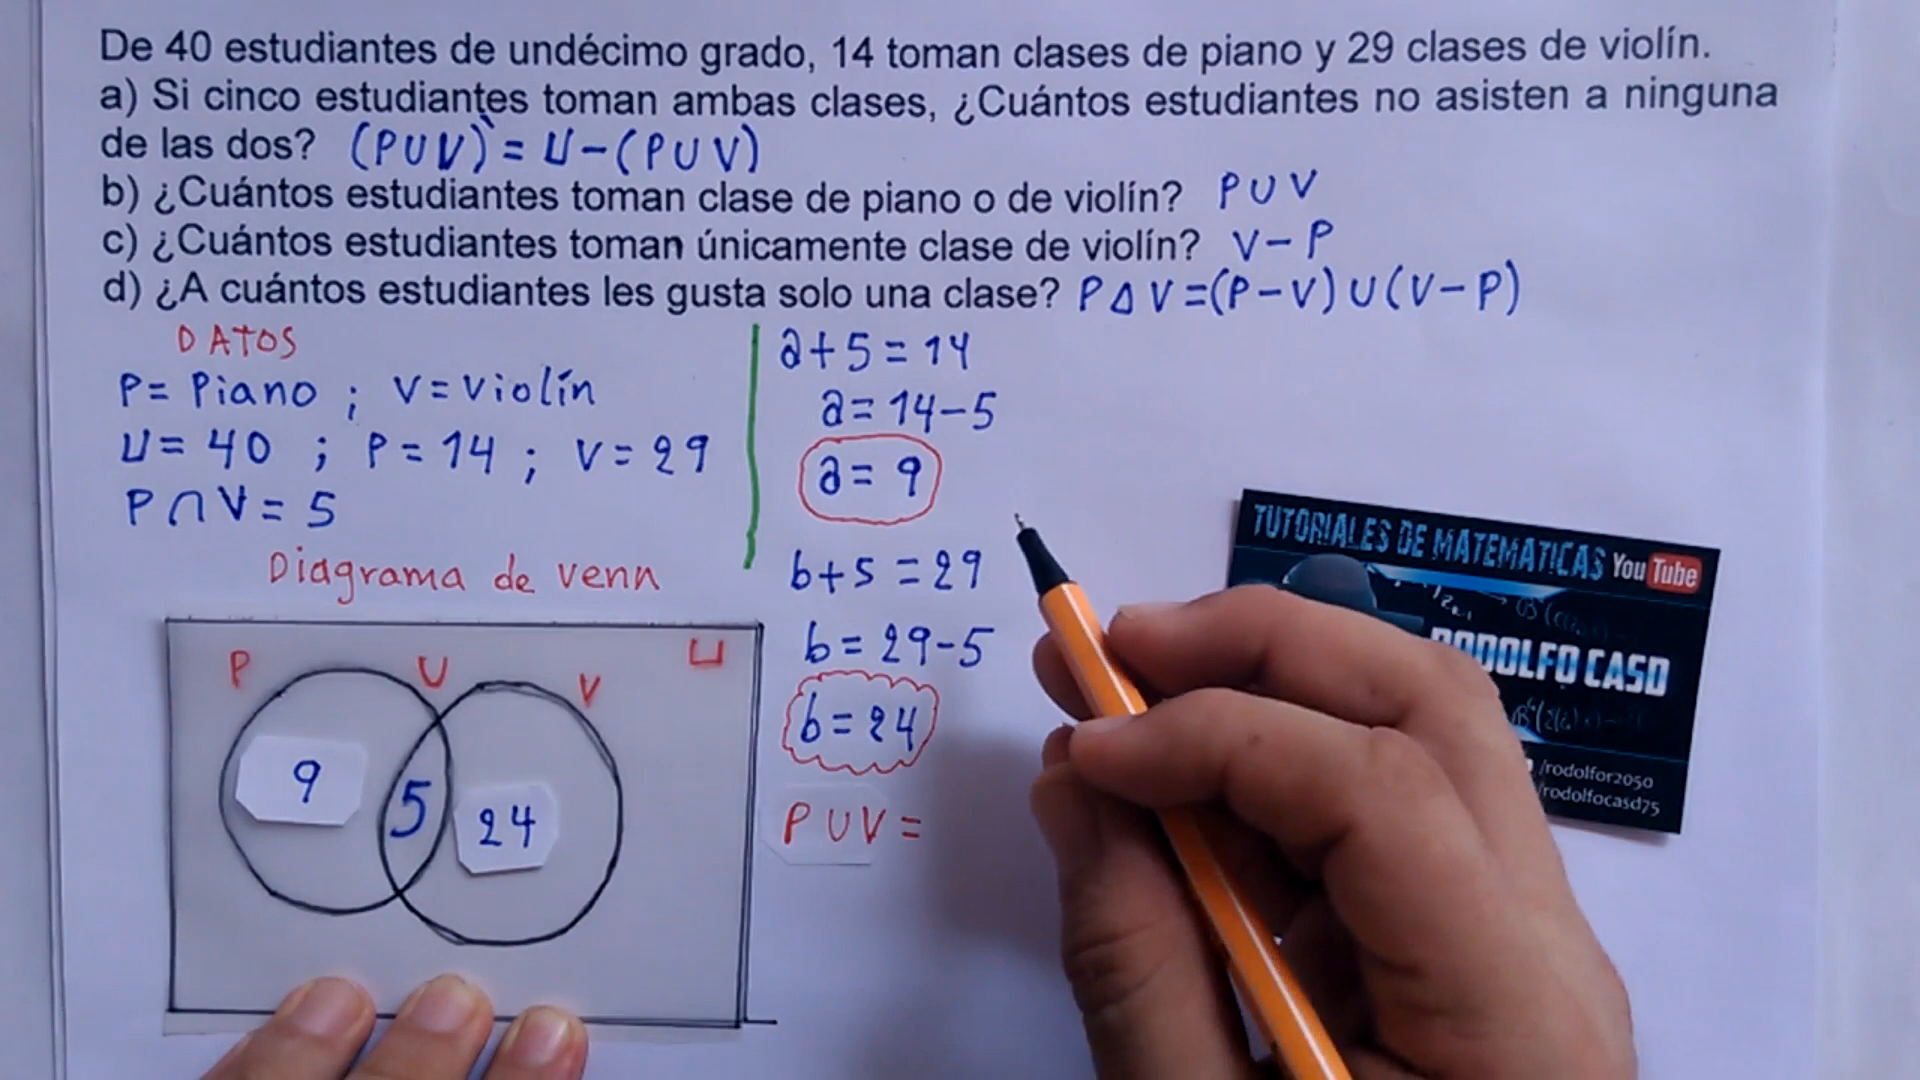 De 40 estudiantes de undécimo grado, 14 toman clases de piano y 29 clases de violín.
a) Si cinco estudiantes toman ambas clases, ¿Cuántos estudiantes no asisten a ninguna
de las dos? (P∪V)` = U-(P∪V)
b) ¿Cuántos estudiantes toman clase de piano o de violín? P∪V
c) ¿Cuántos estudiantes toman únicamente clase de violín? V-P
d) ¿A cuántos estudiantes les gusta solo una clase? PΔV=(P-V)∪(V-P)
DATOS
P= Piano ; V= Violín
U= 40 ; P= 14 ; V= 29
P∩V= 5
Diagrama de venn
P U V U
9 5 24
a+5=14
a=14-5
a= 9
b+5=29
b= 29-5
b=24
P∪V=
TUTORIALES DE MATEMATICAS YouTube
RODOLFO CASO
/rodolfor2050
/rodolfocasd75